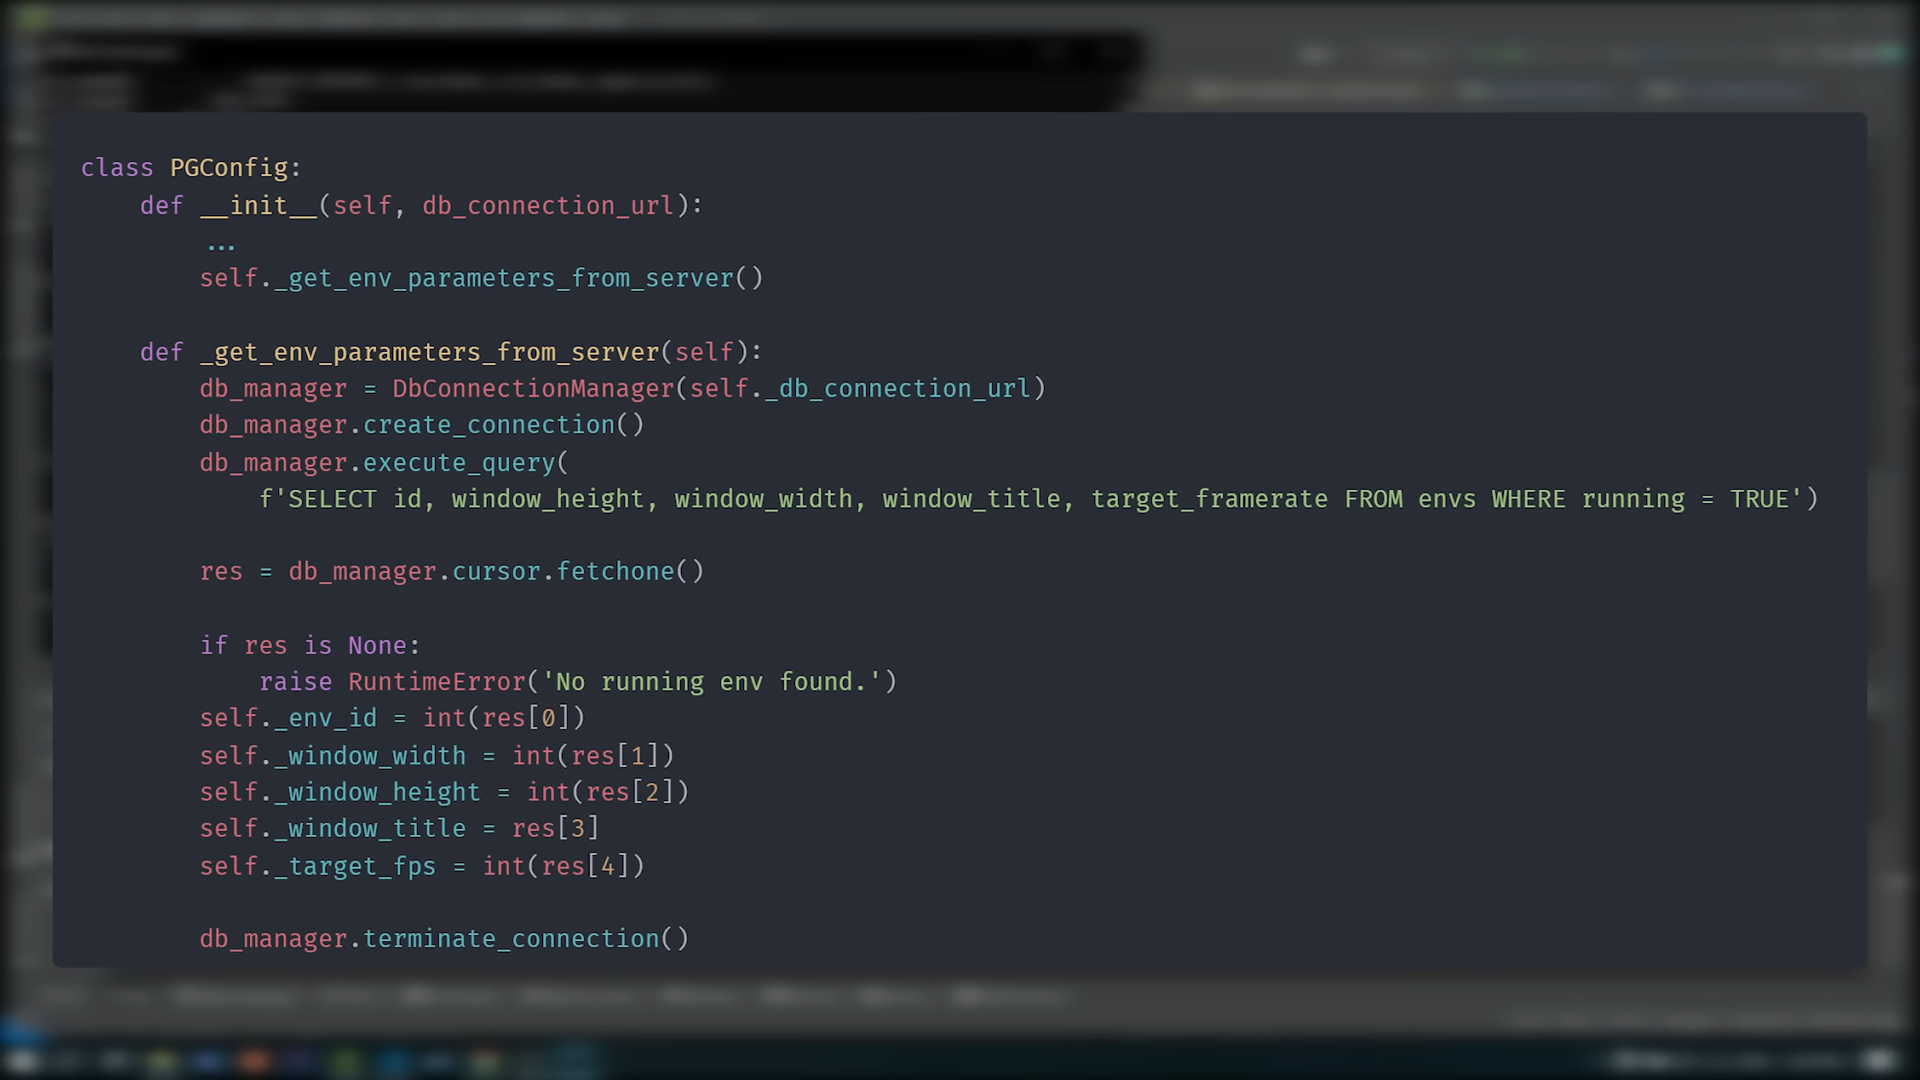 class PGConfig:
    def __init__(self, db_connection_url):
        ...
        self._get_env_parameters_from_server()
    def _get_env_parameters_from_server(self):
        db_manager = DbConnectionManager(self._db_connection_url)
        db_manager.create_connection()
        db_manager.execute_query(
            f'SELECT id, window_height, window_width, window_title, target_framerate FROM envs WHERE running = TRUE')
        res = db_manager.cursor.fetchone()
        if res is None:
            raise RuntimeError('No running env found.')
        self._env_id = int(res[0])
        self._window_width = int(res[1])
        self._window_height = int(res[2])
        self._window_title = res[3]
        self._target_fps = int(res[4])
        db_manager.terminate_connection()